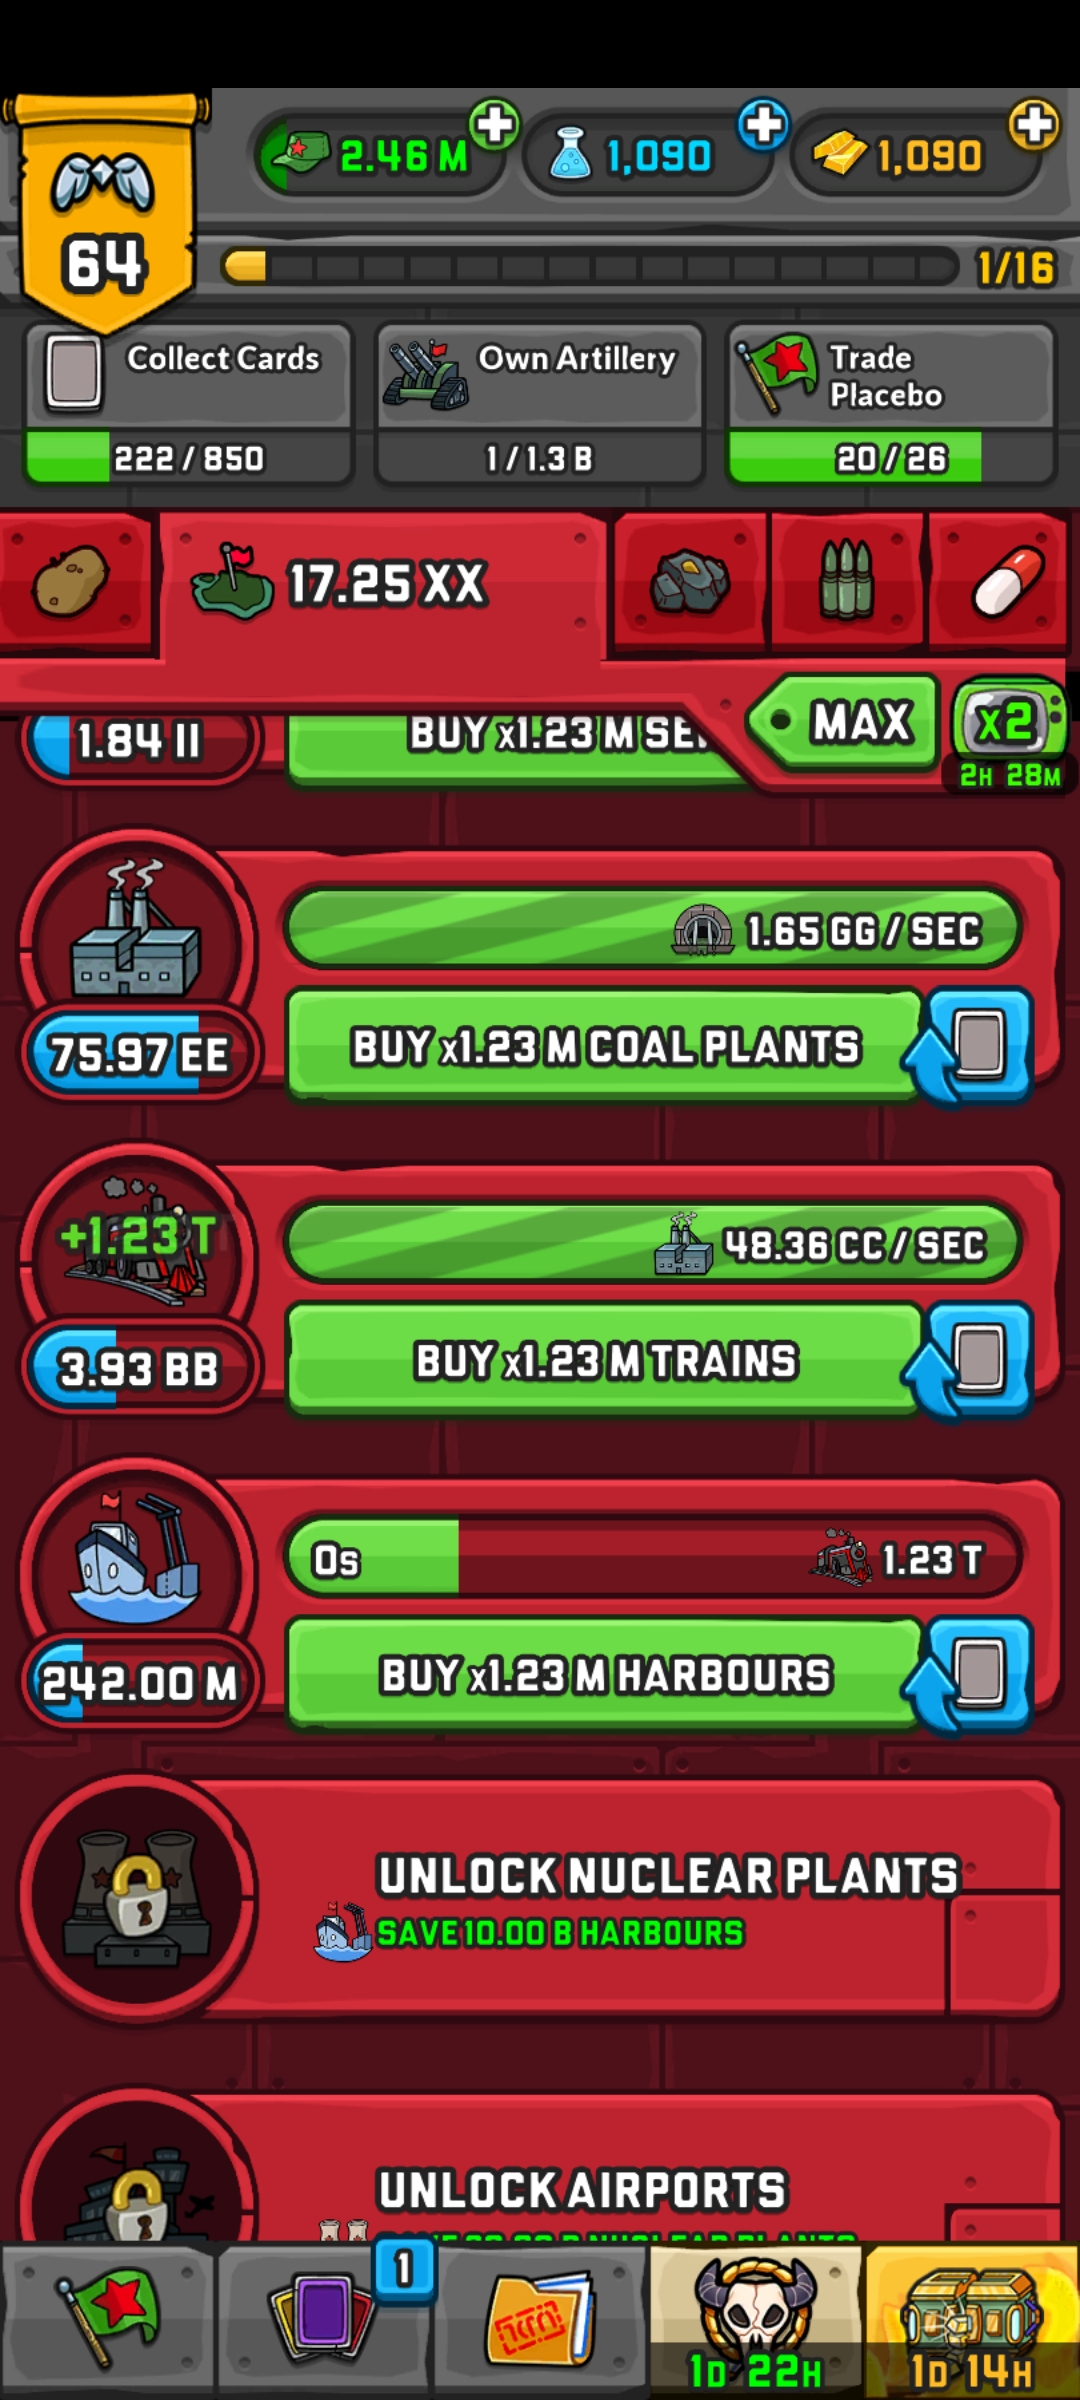 64
2.46 M
1,090
1,090
1/16
Collect Cards
222 / 850
Own Artillery
1 / 1.3 B
Trade
Placebo
20 / 26
17.25 XX
MAX
x2
2H 28M
1.84 II
BUY x1.23 M
1.65 GG / SEC
75.97 EE
BUY x1.23 M COAL PLANTS
+1.23 T
48.36 CC / SEC
3.93 BB
BUY x1.23 M TRAINS
0s
1.23 T
242.00 M
BUY x1.23 M HARBOURS
UNLOCK NUCLEAR PLANTS
SAVE 10.00 B HARBOURS
UNLOCK AIRPORTS
NUCLEAR PLANTS
1
1D 22H
1D 14H